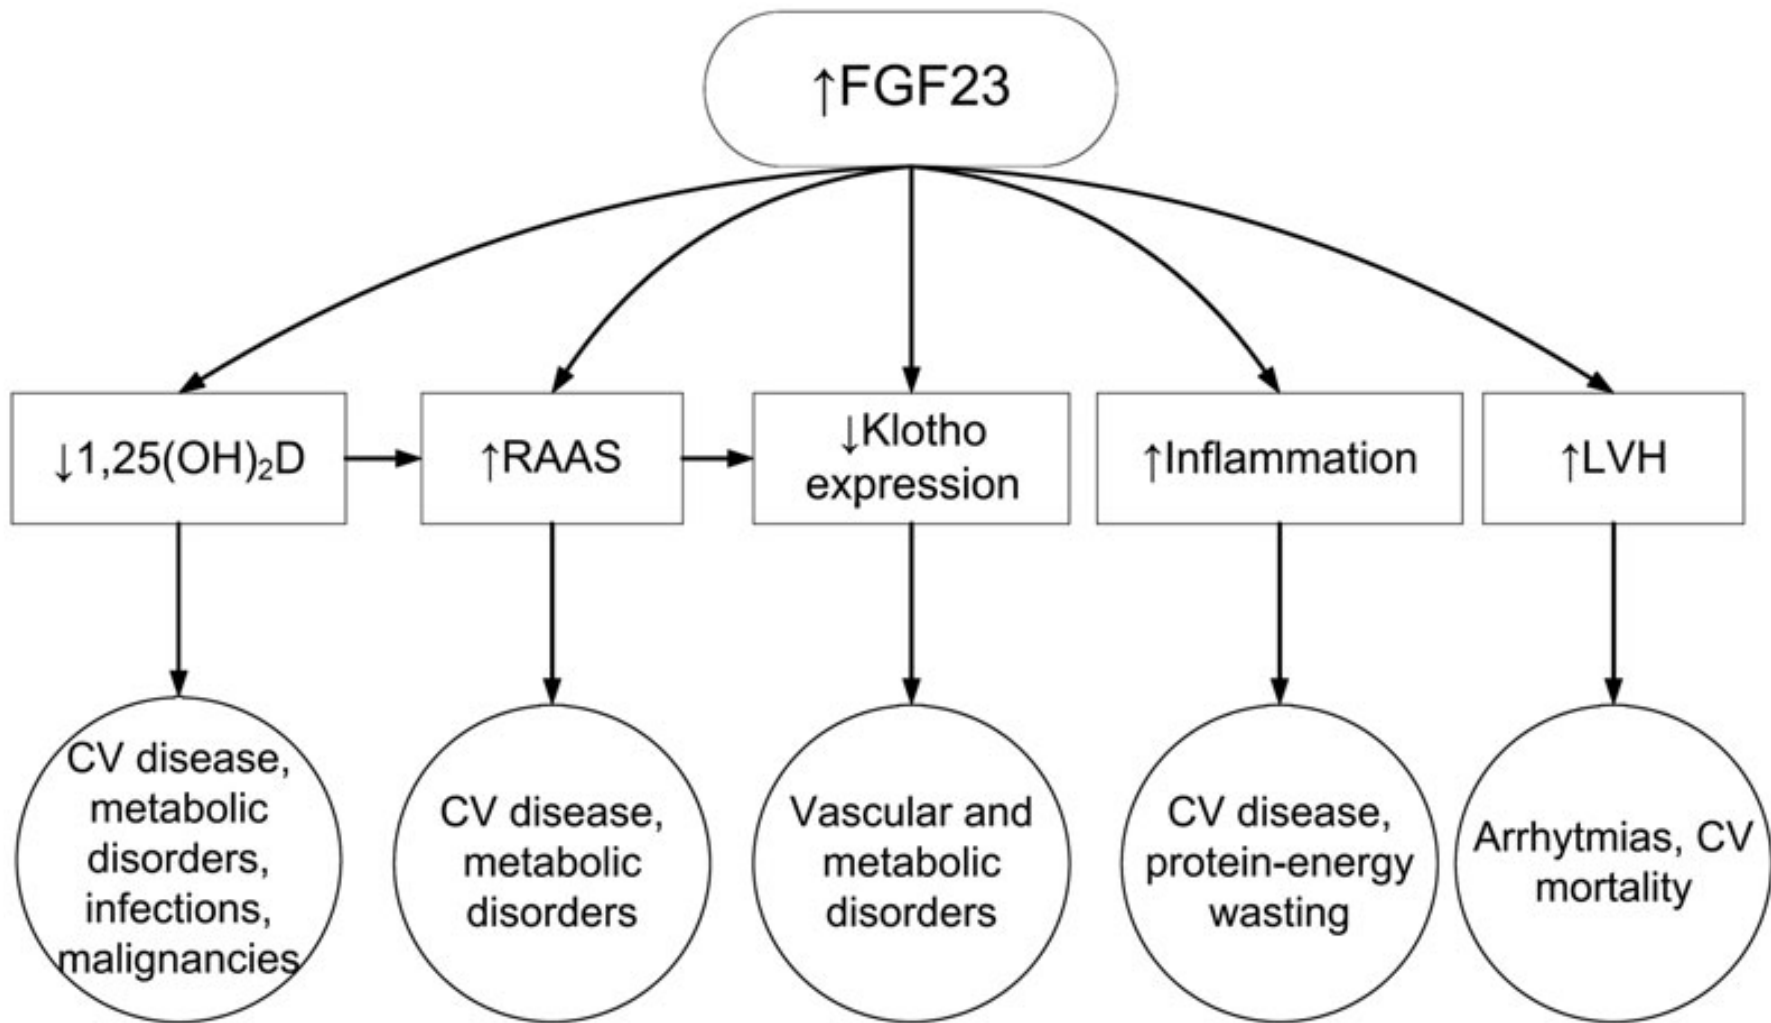 ↑FGF23
↓1,25(OH)₂D
↑RAAS
↓Klotho
expression
↑Inflammation
↑LVH
CV disease,
metabolic
disorders,
infections,
malignancies
CV disease,
metabolic
disorders
Vascular and
metabolic
disorders
CV disease,
protein-energy
wasting
Arrhytmias, CV
mortality